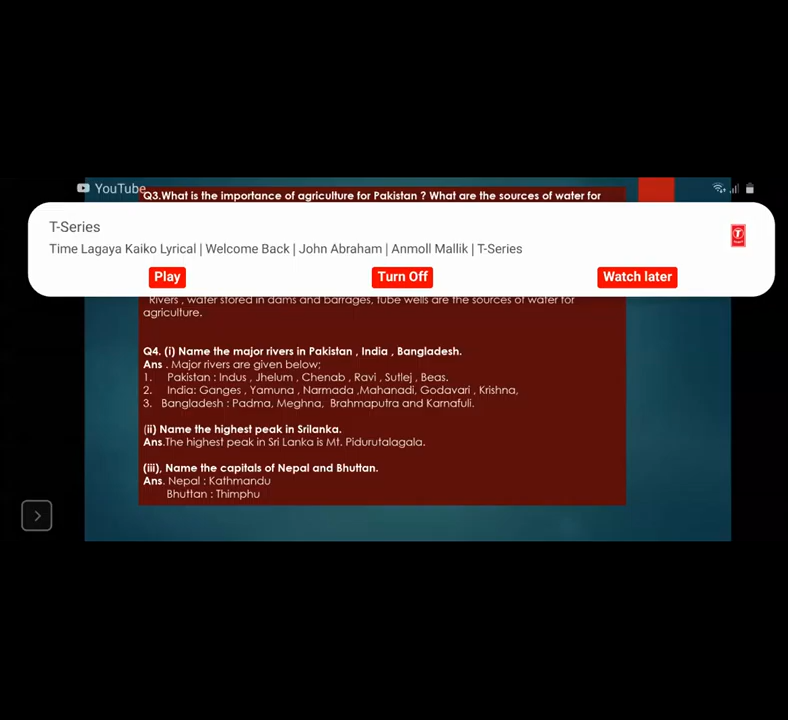 YouTube
Q3.What is the importance of agriculture for Pakistan ? What are the sources of water for
T-Series
Time Lagaya Kaiko Lyrical | Welcome Back | John Abraham | Anmoll Mallik | T-Series
Play Turn Off Watch later
Rivers , water stored in dams and barrages, tube wells are the sources of water for
agriculture.
Q4. (i) Name the major rivers in Pakistan , India , Bangladesh.
Ans . Major rivers are given below;
1. Pakistan : Indus , Jhelum , Chenab , Ravi , Sutlej , Beas.
2. India: Ganges , Yamuna , Narmada ,Mahanadi, Godavari , Krishna,
3. Bangladesh : Padma, Meghna, Brahmaputra and Karnafuli.
(ii) Name the highest peak in Srilanka.
Ans.The highest peak in Sri Lanka is Mt. Pidurutalagala.
(iii), Name the capitals of Nepal and Bhuttan.
Ans. Nepal : Kathmandu
Bhuttan : Thimphu